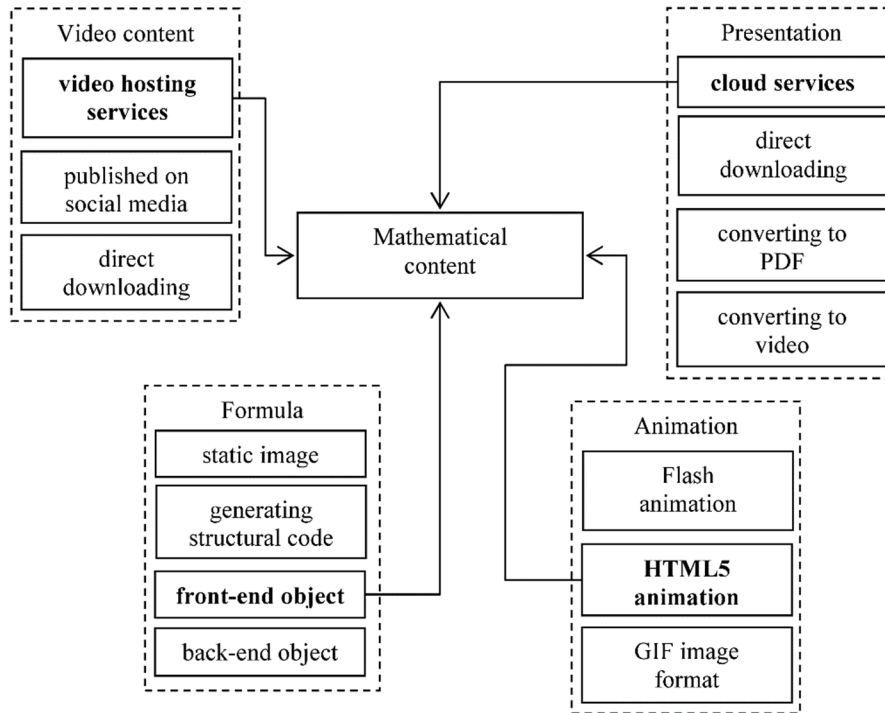 Video content
video hosting
services
published on
social media
direct
downloading
Presentation
cloud services
direct
downloading
converting to
PDF
converting to
video
Mathematical
content
Formula
static image
generating
structural code
front-end object
back-end object
Animation
Flash
animation
HTML5
animation
GIF image
format